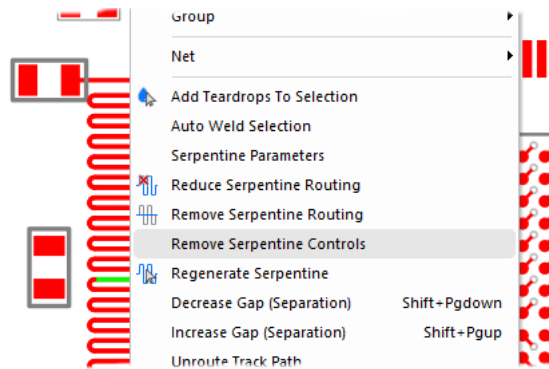 Group
Net
Add Teardrops To Selection
Auto Weld Selection
Serpentine Parameters
Reduce Serpentine Routing
Remove Serpentine Routing
Remove Serpentine Controls
Regenerate Serpentine
Decrease Gap (Separation) Shift+Pgdown
Increase Gap (Separation) Shift+Pgup
Unroute Track Path